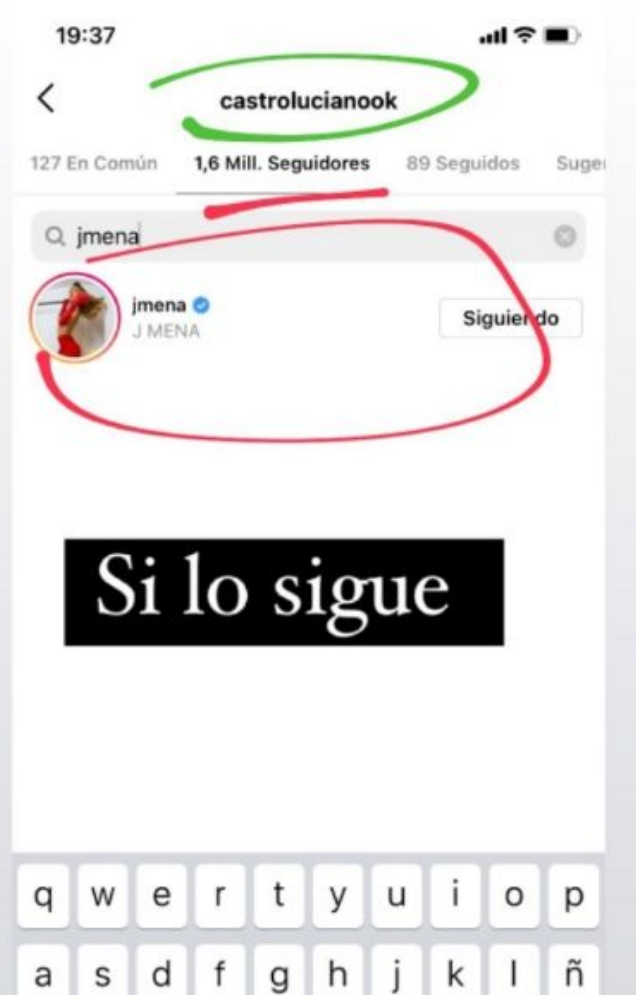 19:37
castrolucianook
127 En Común 1,6 Mill. Seguidores 89 Seguidos Suger
jmena
jmena
J MENA
Siguiendo
Si lo sigue
q w e r t y u i o p
a s d f g h j k l ñ